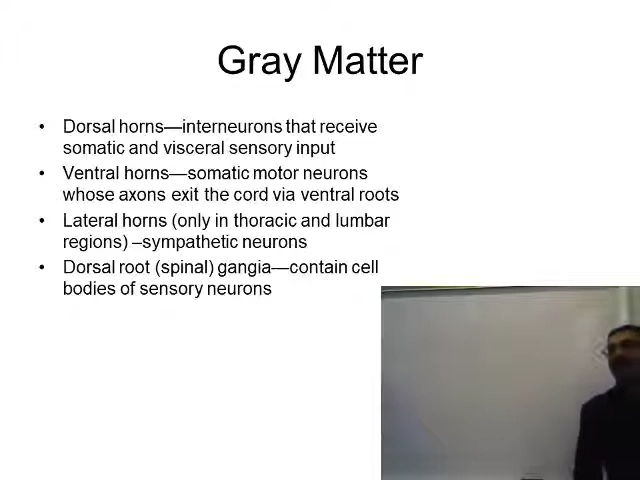 Gray Matter
• Dorsal horns—interneurons that receive
somatic and visceral sensory input
• Ventral horns—somatic motor neurons
whose axons exit the cord via ventral roots
• Lateral horns (only in thoracic and lumbar
regions) –sympathetic neurons
• Dorsal root (spinal) gangia—contain cell
bodies of sensory neurons